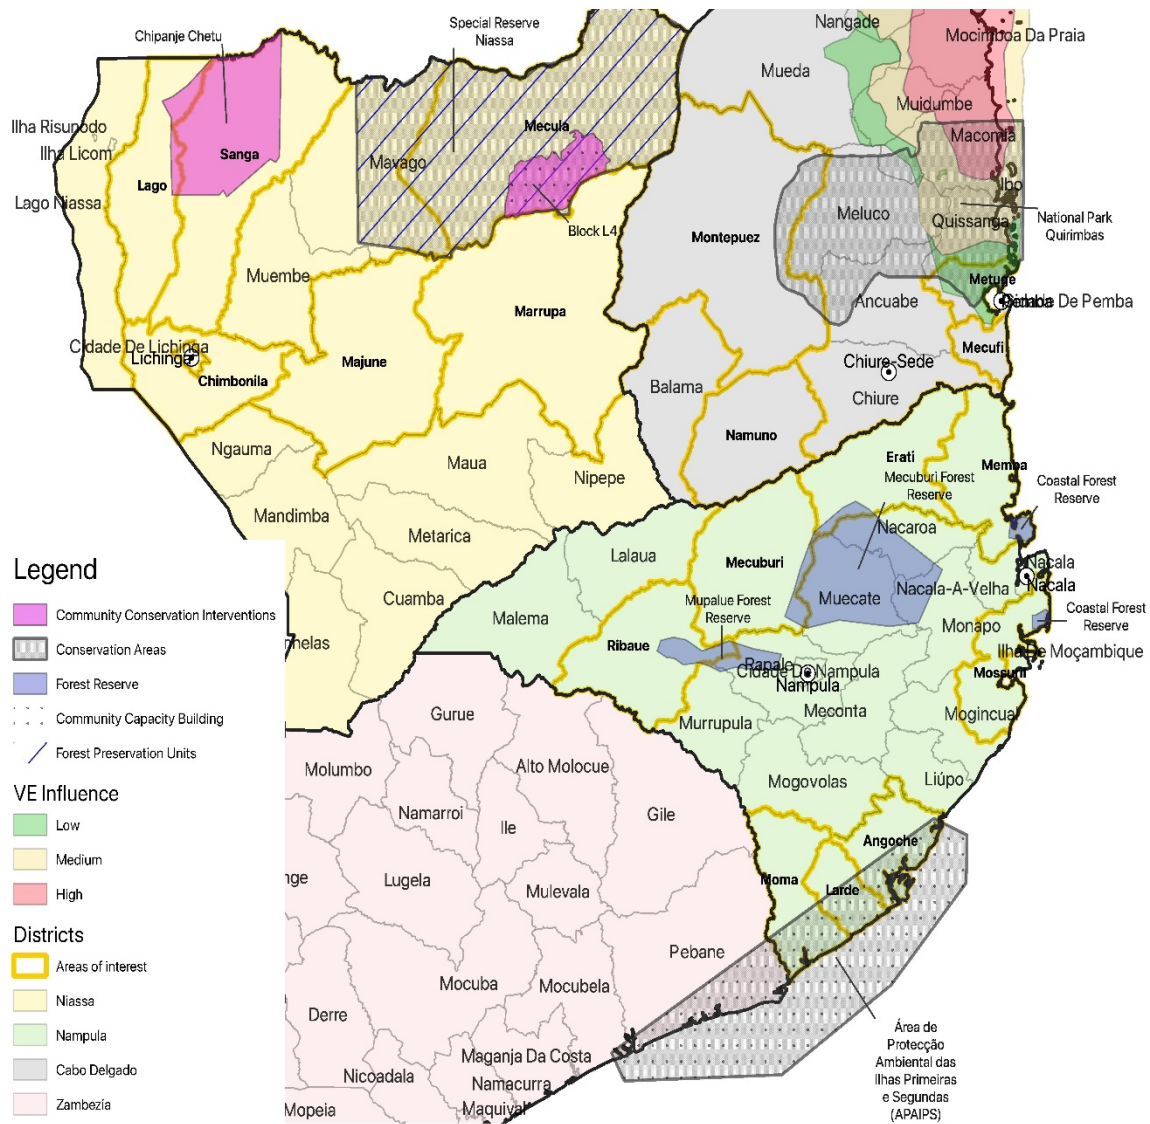 Chipanje Chetu
Special Reserve
Niassa
Nangade
Mocimboa Da Praia
Mueda
Muidumbe
Macomia
Ilha Risunodo
Ilha Licom
Lago Niassa
Lago
Sanga
Mavago
Mecula
Block L4
Ibo
Meluco
Quissanga
National Park
Quirimbas
Montepuez
Muembe
Metuge
Ancuabe
Cidade De Pemba
Marrupa
Cidade De Lichinga
Lichinga
Chimbonila
Majune
Mecufi
Chiure-Sede
Chiure
Balama
Namuno
Ngauma
Maua
Nipepe
Erati
Memba
Mecuburi Forest
Reserve
Coastal Forest
Reserve
Mandimba
Metarica
Nacaroa
Lalaua
Mecuburi
Nacala
Nacala
Nacala-A-Velha
Cuamba
Muecate
Malema
Mupalue Forest
Reserve
Coastal Forest
Reserve
Monapo
Ribaue
Ilha De Moçambique
nhelas
Rapale
Cidade De Nampula
Nampula
Mossuril
Gurue
Murrupula
Meconta
Mogincual
Molumbo
Alto Molocue
Mogovolas
Liúpo
Namarroi
Ile
Gile
Angoche
nge
Lugela
Mulevala
Moma
Larde
Pebane
Mocuba
Mocubela
Derre
Maganja Da Costa
Nicoadala
Namacurra
Mopeia
Maquival
Área de
Protecção
Ambiental das
Ilhas Primeiras
e Segundas
(APAIPS)
Legend
Community Conservation Interventions
Conservation Areas
Forest Reserve
Community Capacity Building
Forest Preservation Units
VE Influence
Low
Medium
High
Districts
Areas of interest
Niassa
Nampula
Cabo Delgado
Zambezía